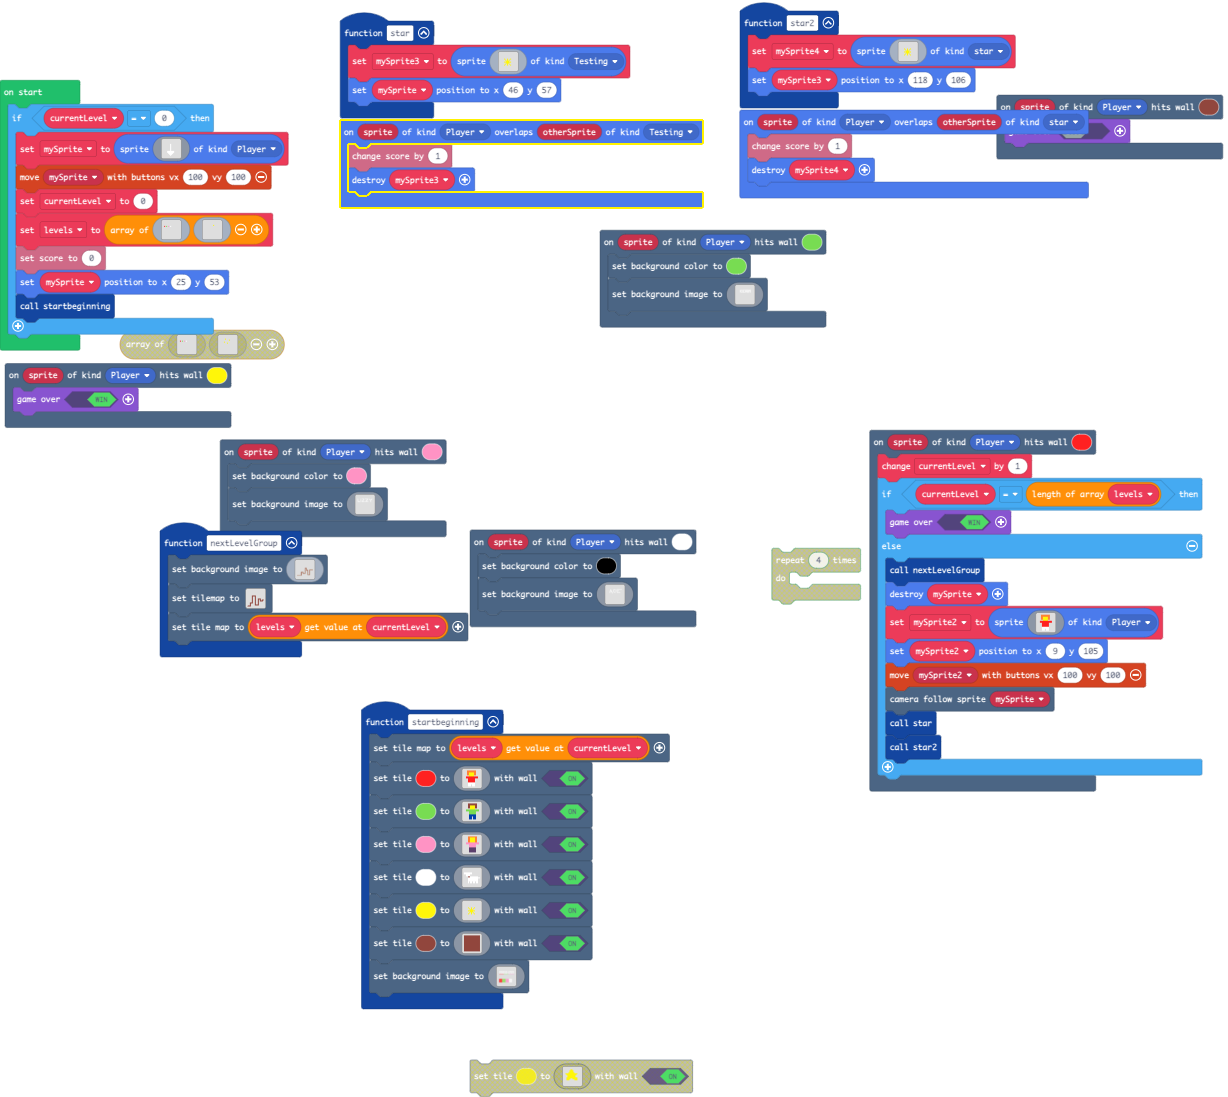 function star
set mySprite3 to sprite of kind Testing
set mySprite position to x 46 y 57
function star2
set mySprite4 to sprite of kind star
set mySprite3 position to x 118 y 106
on start
if currentLevel = 0 then
set mySprite to sprite of kind Player
move mySprite with buttons vx 100 vy 100
set currentLevel to 0
set levels to array of
set score to 0
set mySprite position to x 25 y 53
call startbeginning
array of
on sprite of kind Player overlaps otherSprite of kind Testing
change score by 1
destroy mySprite3
on sprite of kind Player hits wall
on sprite of kind Player overlaps otherSprite of kind star
change score by 1
destroy mySprite4
on sprite of kind Player hits wall
set background color to
set background image to
on sprite of kind Player hits wall
game over WIN
on sprite of kind Player hits wall
set background color to
set background image to
function nextLevelGroup
set background image to
set tilemap to
set tile map to levels get value at currentLevel
on sprite of kind Player hits wall
set background color to
set background image to
repeat 4 times
do
on sprite of kind Player hits wall
change currentLevel by 1
if currentLevel = length of array levels then
game over WIN
else
call nextLevelGroup
destroy mySprite
set mySprite2 to sprite of kind Player
set mySprite2 position to x 9 y 105
move mySprite2 with buttons vx 100 vy 100
camera follow sprite mySprite
call star
call star2
function startbeginning
set tile map to levels get value at currentLevel
set tile to with wall ON
set tile to with wall ON
set tile to with wall ON
set tile to with wall ON
set tile to with wall ON
set tile to with wall ON
set background image to
set tile to with wall ON